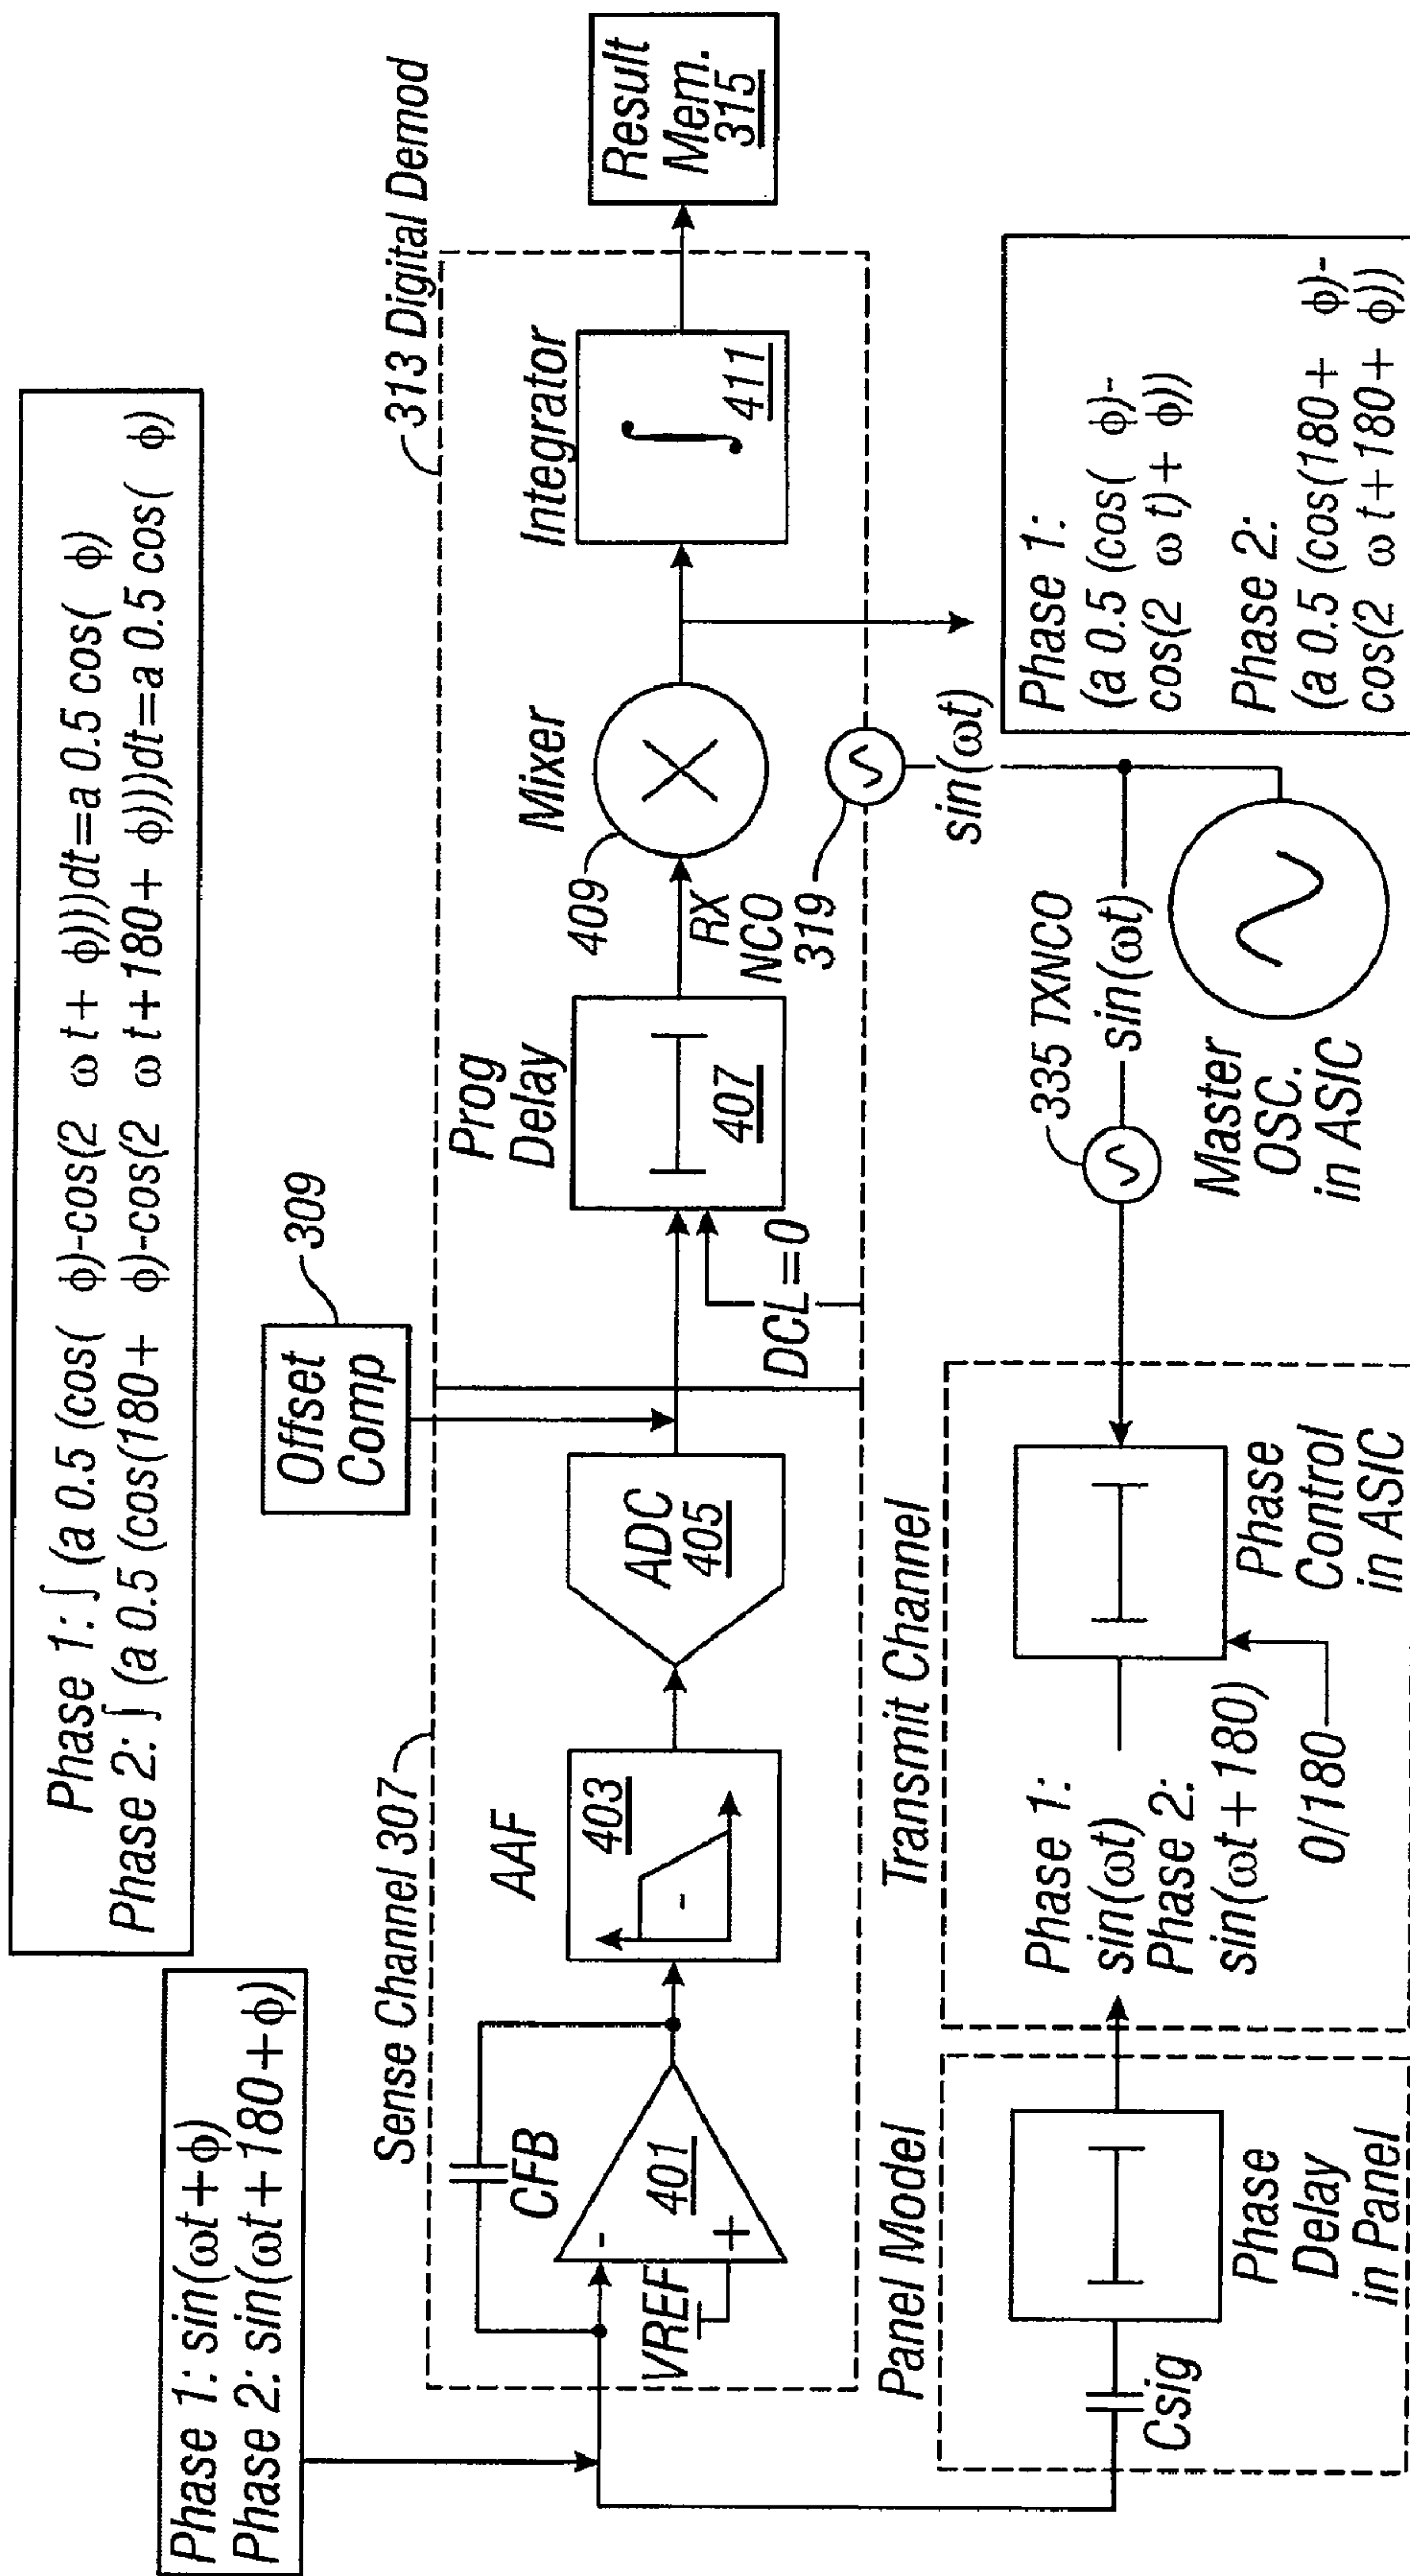 Phase 1: ∫ (a 0.5 (cos( ϕ)-cos(2 ωt+ ϕ)))dt=a 0.5 cos( ϕ)
Phase 2: ∫ (a 0.5 (cos(180+ ϕ)-cos(2 ωt+180+ ϕ))))dt=a 0.5 cos( ϕ)
Phase 1: sin(ωt+ϕ)
Phase 2: sin(ωt+180+ϕ)
Offset
Comp
309
313 Digital Demod
Sense Channel 307
CFB
401
-
+
VREF
AAF
403
-
ADC
405
Prog
Delay
407
DCL=0
Mixer
409
RX
NCO
319
Integrator
∫
411
Result
Mem.
315
sin(ωt)
Phase 1:
(a 0.5 (cos( ϕ)-
cos(2 ωt)+ ϕ))
Phase 2:
(a 0.5 (cos(180+ ϕ)-
cos(2 ωt+180+ ϕ))
335 TXNCO
sin(ωt)
Master
OSC.
in ASIC
Transmit Channel
Phase 1:
sin(ωt)
Phase 2:
sin(ωt+180)
0/180
Phase
Control
in ASIC
Panel Model
Csig
Phase
Delay
in Panel